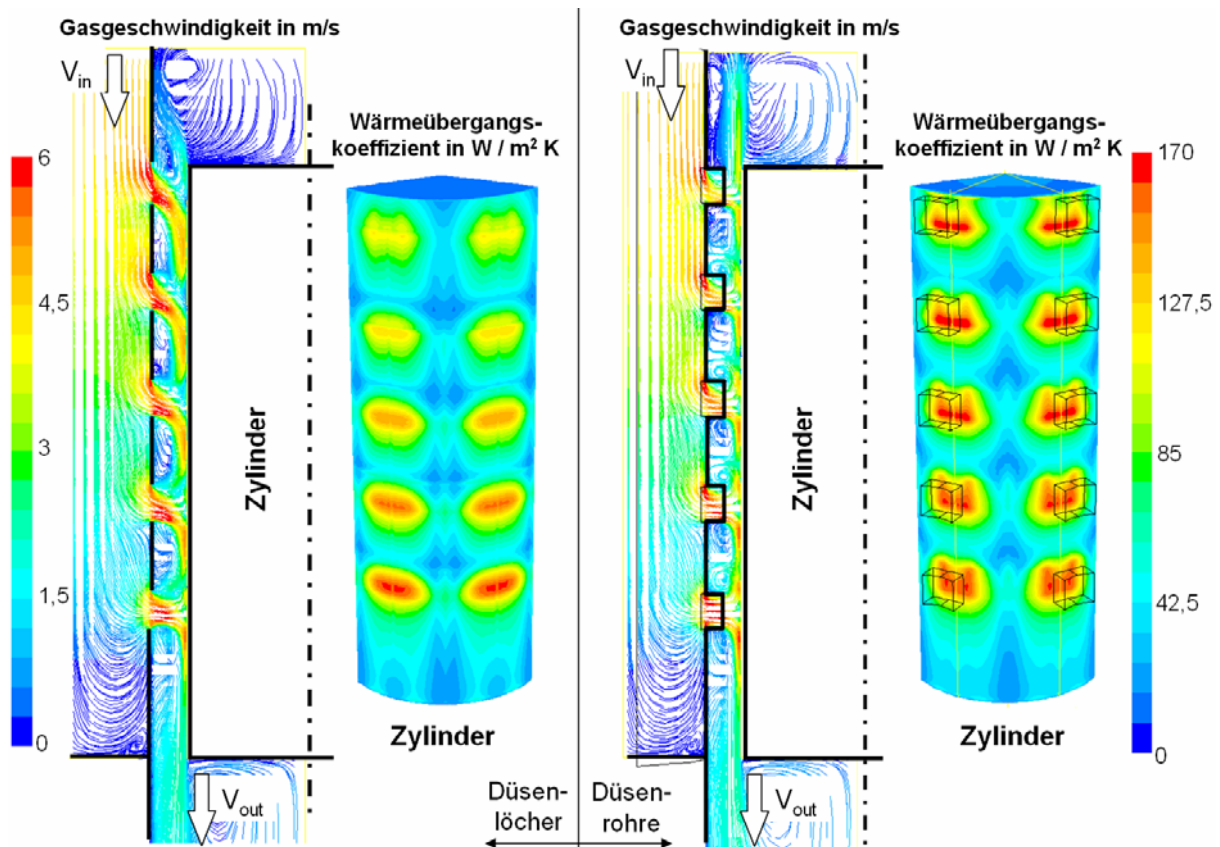 Gasgeschwindigkeit in m/s
V_in
6
4,5
3
1,5
0
Wärmeübergangs-
koeffizient in W / m² K
Zylinder
Zylinder
V_out
Düsen-
löcher
Gasgeschwindigkeit in m/s
V_in
Wärmeübergangs-
koeffizient in W / m² K
170
127,5
85
42,5
0
Zylinder
Zylinder
V_out
Düsen-
rohre